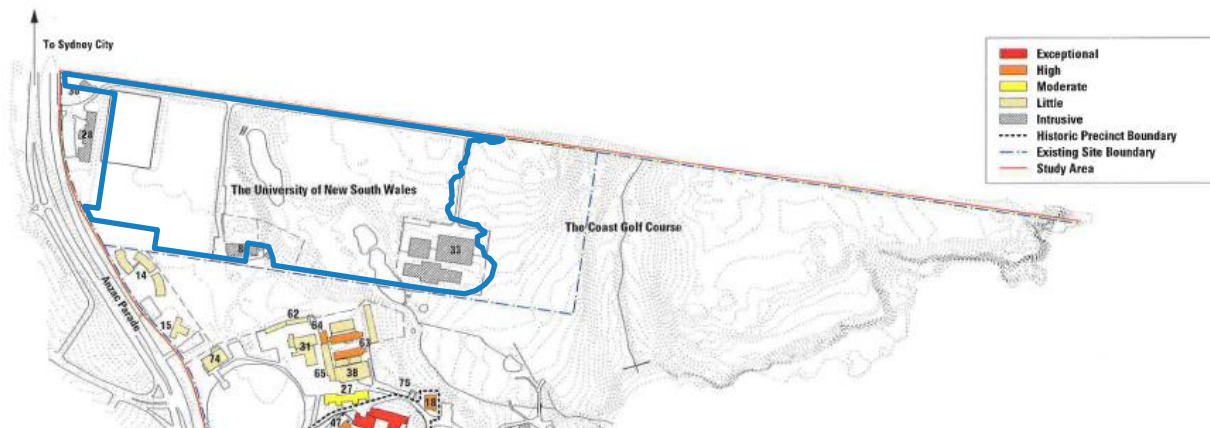 To Sydney City
Exceptional
High
Moderate
Little
Intrusive
Historic Precinct Boundary
Existing Site Boundary
Study Area
30
28
The University of New South Wales
The Coast Golf Course
8
33
14
Anzac Parade
15
62
64
31
63
74
65
38
27
75
18
47